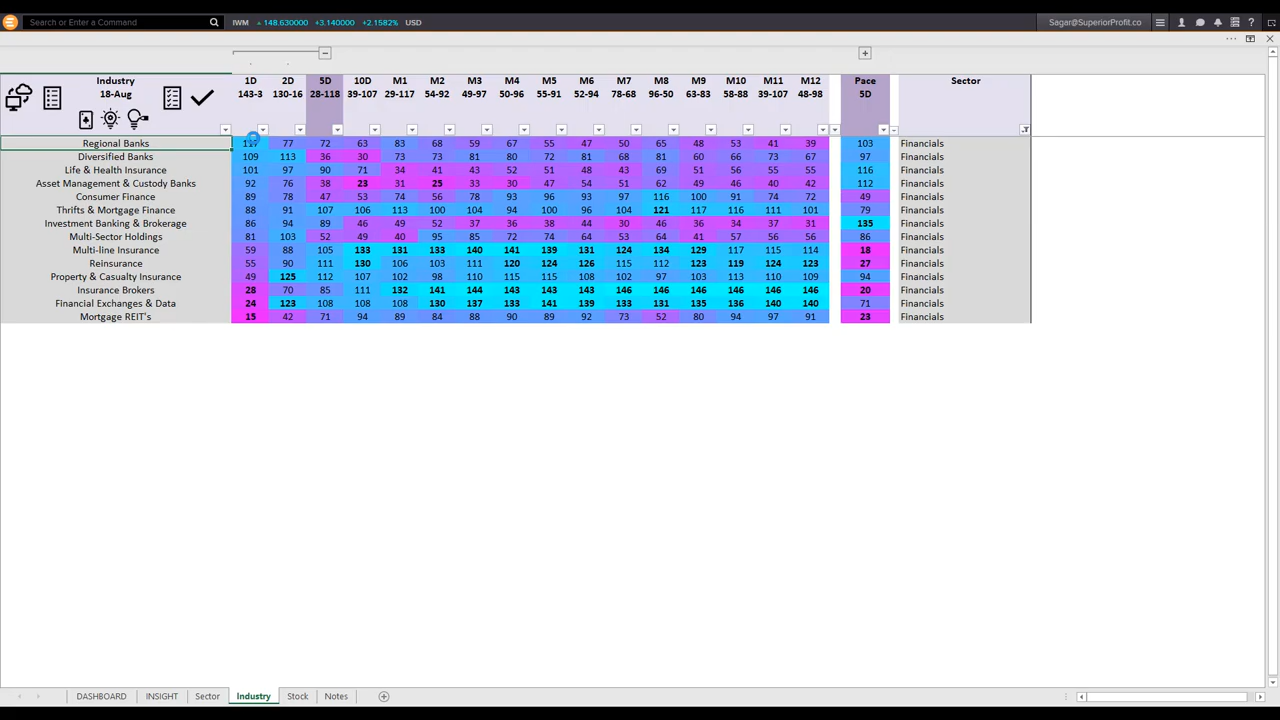 Search or Enter a Command IWM 148.630000 +3.140000 +2.1582% USD Sagar@SuperiorProfit.co
Industry 1D 2D 5D 10D M1 M2 M3 M4 M5 M6 M7 M8 M9 M10 M11 M12 Pace Sector
18-Aug 143-3 130-16 28-118 39-107 29-117 54-92 49-97 50-96 55-91 52-94 78-68 96-50 63-83 58-88 39-107 48-98 5D
Regional Banks 77 72 63 83 68 59 67 55 47 50 65 48 53 41 39 103 Financials
Diversified Banks 109 113 36 30 73 73 81 80 72 81 68 81 60 66 73 67 97 Financials
Life & Health Insurance 101 97 90 71 34 41 43 52 51 48 43 69 51 56 55 40 116 Financials
Asset Management & Custody Banks 92 76 38 23 31 25 33 30 47 54 51 62 49 46 40 42 112 Financials
Consumer Finance 89 78 47 53 74 56 78 93 93 93 97 116 100 91 74 72 49 Financials
Thrifts & Mortgage Finance 88 91 107 106 113 100 104 94 100 96 104 121 117 116 111 101 79 Financials
Investment Banking & Brokerage 86 94 89 46 49 52 37 36 38 44 30 46 36 34 37 31 135 Financials
Multi-Sector Holdings 81 103 52 49 40 95 85 72 74 64 53 64 41 57 56 56 86 Financials
Multi-line Insurance 59 88 105 133 131 133 140 141 139 131 124 134 129 117 115 114 18 Financials
Reinsurance 55 90 111 130 106 103 111 120 124 126 115 112 123 119 124 123 27 Financials
Property & Casualty Insurance 49 125 112 107 102 98 110 115 115 108 102 97 103 113 110 109 94 Financials
Insurance Brokers 28 70 85 111 132 141 144 143 143 143 146 146 146 146 146 146 20 Financials
Financial Exchanges & Data 24 123 108 108 108 130 137 133 141 139 133 131 135 136 140 140 71 Financials
Mortgage REIT's 15 42 71 94 89 84 88 90 89 92 73 52 80 94 97 91 23 Financials
DASHBOARD INSIGHT Sector Industry Stock Notes